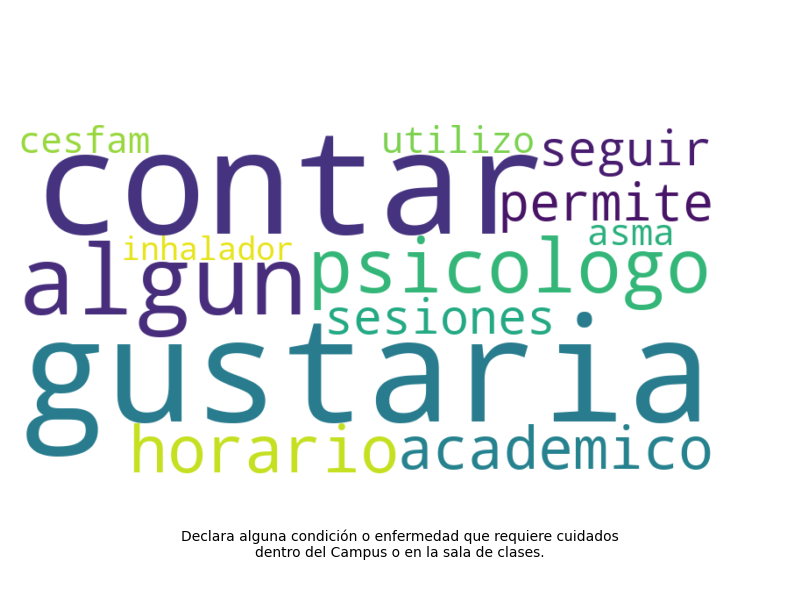 cesfam
utilizo
seguir
contar
permite
asma
inhalador
algun
psicologo
sesiones
gustaria
horario
academico
Declara alguna condición o enfermedad que requiere cuidados
dentro del Campus o en la sala de clases.